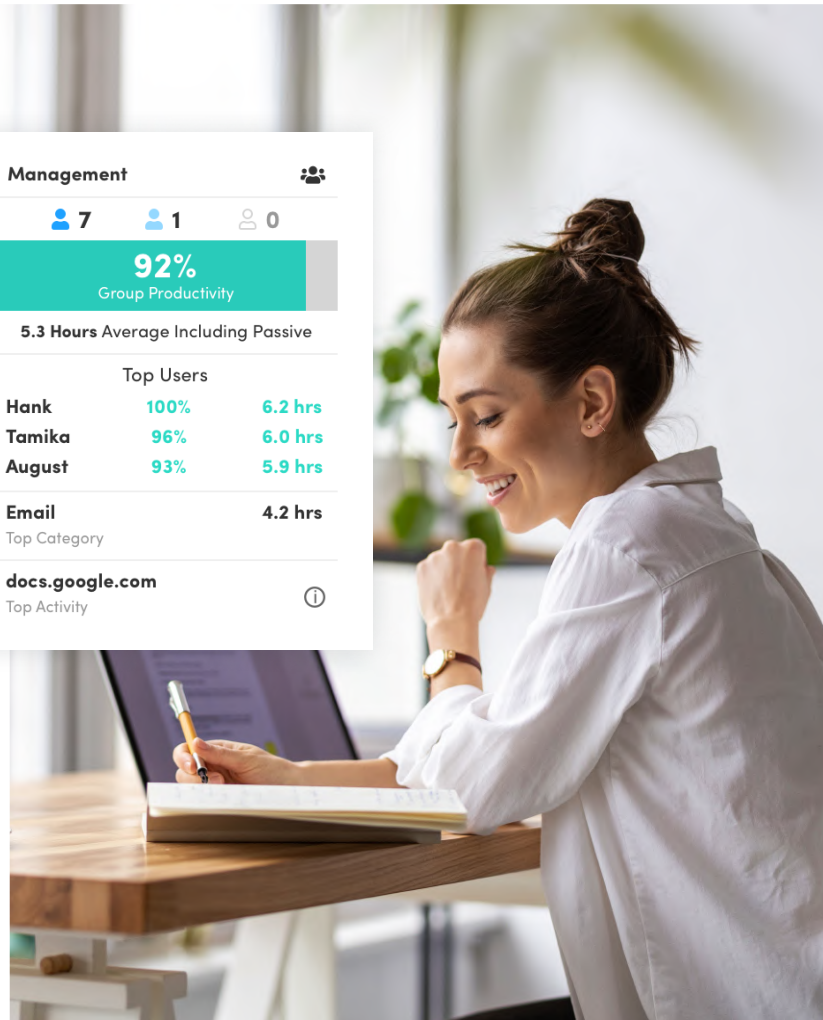 Management
7 1 0
92%
Group Productivity
5.3 Hours Average Including Passive
Top Users
Hank 100% 6.2 hrs
Tamika 96% 6.0 hrs
August 93% 5.9 hrs
Email 4.2 hrs
Top Category
docs.google.com
Top Activity